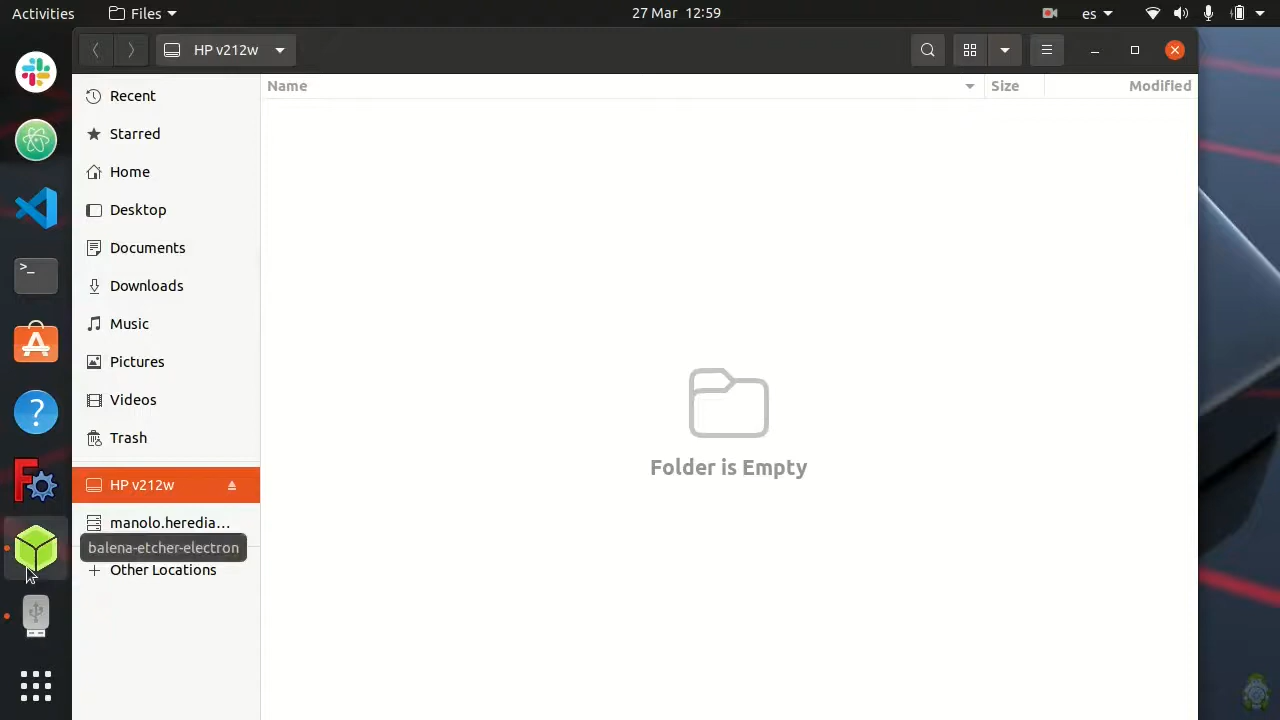 Activities
Files
27 Mar 12:59
es
HP v212w
Recent
Starred
Home
Desktop
Documents
Downloads
Music
Pictures
Videos
Trash
HP v212w
manolo.heredia…
balena-etcher-electron
Other Locations
Name
Size
Modified
Folder is Empty
>_
?